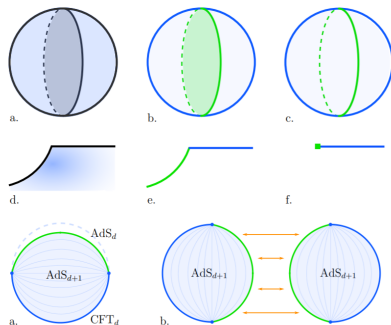 a.
b.
c.
d.
e.
f.
AdS_d
AdS_{d+1}
CFT_d
a.
AdS_{d+1}
AdS_{d+1}
b.